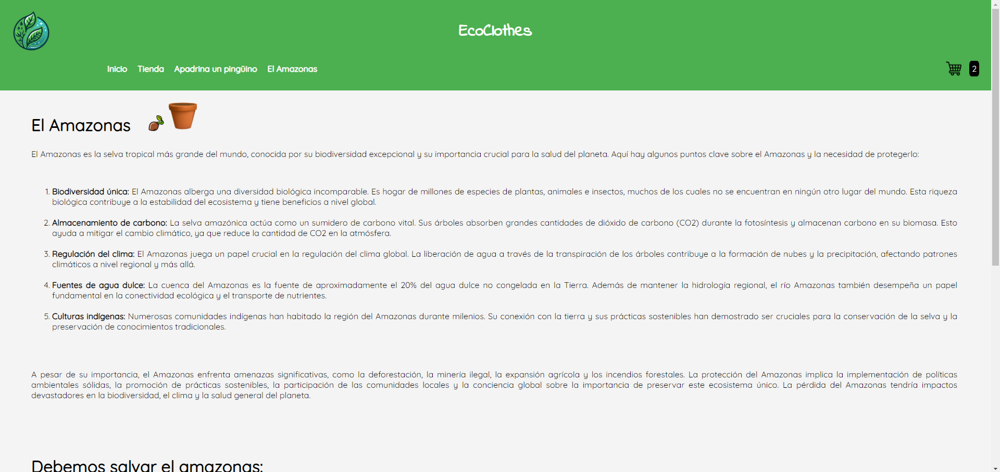 EcoClothes
Inicio Tienda Apadrina un pingüino El Amazonas
2
El Amazonas
El Amazonas es la selva tropical más grande del mundo, conocida por su biodiversidad excepcional y su importancia crucial para la salud del planeta. Aquí hay algunos puntos clave sobre el Amazonas y la necesidad de protegerlo:
1. Biodiversidad única: El Amazonas alberga una diversidad biológica incomparable. Es hogar de millones de especies de plantas, animales e insectos, muchos de los cuales no se encuentran en ningún otro lugar del mundo. Esta riqueza
biológica contribuye a la estabilidad del ecosistema y tiene beneficios a nivel global.
2. Almacenamiento de carbono: La selva amazónica actúa como un sumidero de carbono vital. Sus árboles absorben grandes cantidades de dióxido de carbono (CO2) durante la fotosíntesis y almacenan carbono en su biomasa. Esto
ayuda a mitigar el cambio climático, ya que reduce la cantidad de CO2 en la atmósfera.
3. Regulación del clima: El Amazonas juega un papel crucial en la regulación del clima global. La liberación de agua a través de la transpiración de los árboles contribuye a la formación de nubes y la precipitación, afectando patrones
climáticos a nivel regional y más allá.
4. Fuentes de agua dulce: La cuenca del Amazonas es la fuente de aproximadamente el 20% del agua dulce no congelada en la Tierra. Además de mantener la hidrología regional, el río Amazonas también desempeña un papel
fundamental en la conectividad ecológica y el transporte de nutrientes.
5. Culturas indígenas: Numerosas comunidades indígenas han habitado la región del Amazonas durante milenios. Su conexión con la tierra y sus prácticas sostenibles han demostrado ser cruciales para la conservación de la selva y la
preservación de conocimientos tradicionales.
A pesar de su importancia, el Amazonas enfrenta amenazas significativas, como la deforestación, la minería ilegal, la expansión agrícola y los incendios forestales. La protección del Amazonas implica la implementación de políticas
ambientales sólidas, la promoción de prácticas sostenibles, la participación de las comunidades locales y la conciencia global sobre la importancia de preservar este ecosistema único. La pérdida del Amazonas tendría impactos
devastadores en la biodiversidad, el clima y la salud general del planeta.
Debemos salvar el amazonas: